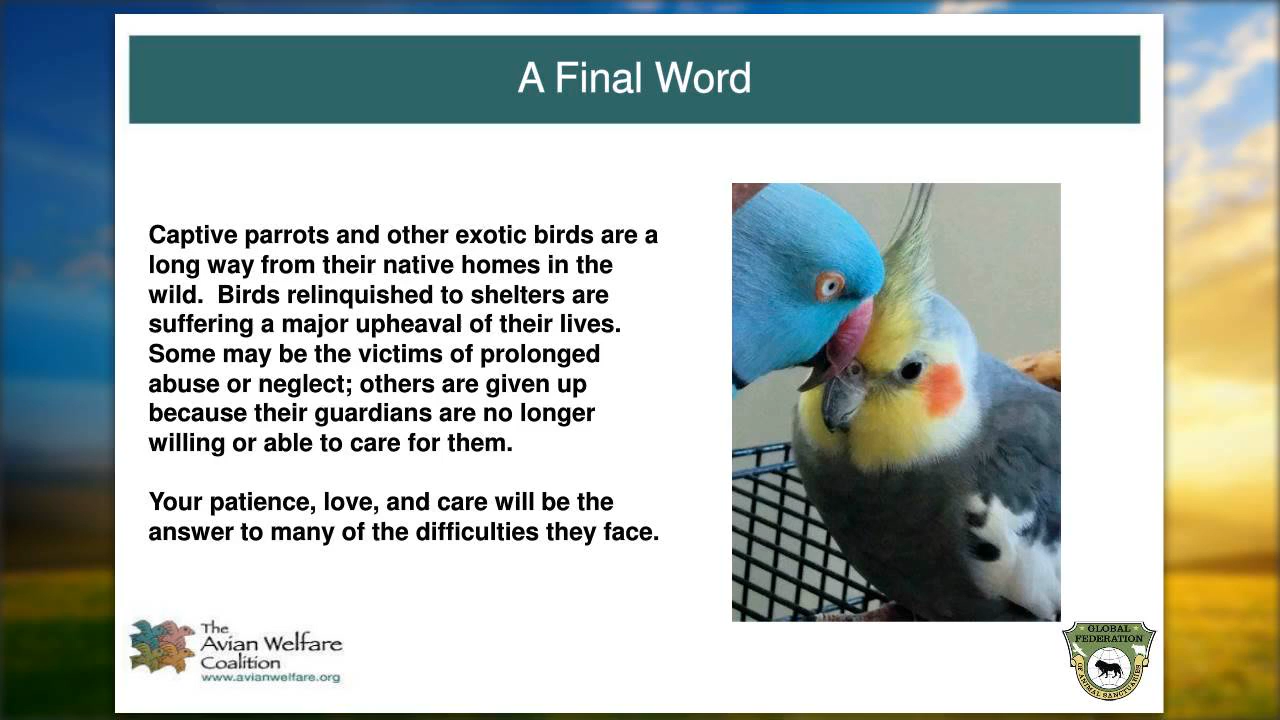 A Final Word
Captive parrots and other exotic birds are a
long way from their native homes in the
wild.  Birds relinquished to shelters are
suffering a major upheaval of their lives.
Some may be the victims of prolonged
abuse or neglect; others are given up
because their guardians are no longer
willing or able to care for them.
Your patience, love, and care will be the
answer to many of the difficulties they face.
The
Avian Welfare
Coalition
www.avianwelfare.org
GLOBAL
FEDERATION
OF ANIMAL SANCTUARIES